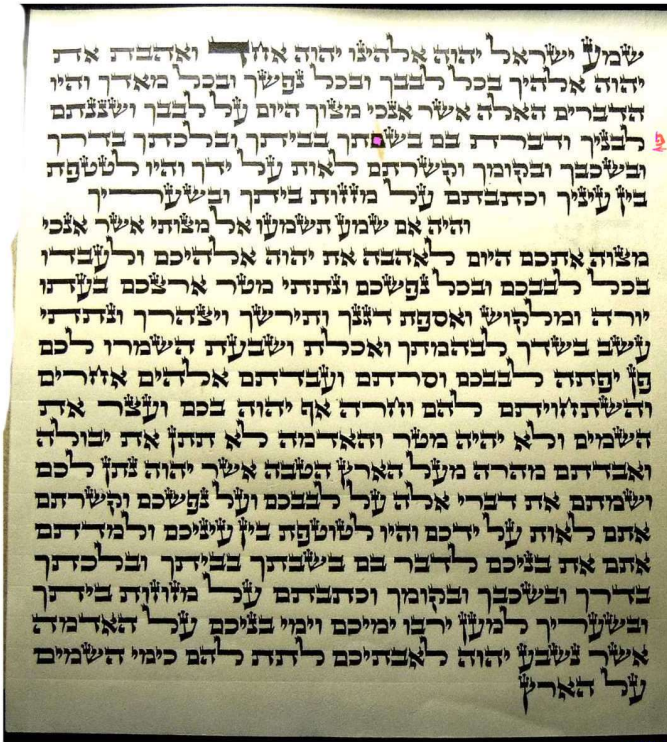 שמע ישראל יהוה אלהינו יהוה אחד ואהבת את
יהוה אלהיך בכל לבבך ובכל נפשך ובכל מאדך והיו
הדברים האלה אשר אנכי מצוך היום על לבבך ושננתם
לבניך ודברת בם בשבתך בביתך ובלכתך בדרך
ובשכבך ובקומך וקשרתם לאות על ידך והיו לטטפת
בין עיניך וכתבתם על מזזות ביתך ובשעריך
והיה אם שמע תשמעו אל מצותי אשר אנכי
מצוה אתכם היום לאהבה את יהוה אלהיכם ולעבדו
בכל לבבכם ובכל נפשכם ונתתי מטר ארצכם בעתו
יורה ומלקוש ואספת דגנך ותירשך ויצהרך ונתתי
עשב בשדך לבהמתך ואכלת ושבעת השמרו לכם
פן יפתה לבבכם וסרתם ועבדתם אלהים אחרים
והשתחויתם להם וחרה אף יהוה בכם ועצר את
השמים ולא יהיה מטר והאדמה לא תתן את יבולה
ואבדתם מהרה מעל הארץ הטבה אשר יהוה נתן לכם
ושמתם את דברי אלה על לבבכם ועל נפשכם וקשרתם
אתם לאות על ידכם והיו לטוטפת בין עיניכם ולמדתם
אתם את בניכם לדבר בם בשבתך בביתך ובלכתך
בדרך ובשכבך ובקומך וכתבתם על מזוזות ביתך
ובשעריך למען ירבו ימיכם וימי בניכם על האדמה
אשר נשבע יהוה לאבתיכם לתת להם כימי השמים
על הארץ